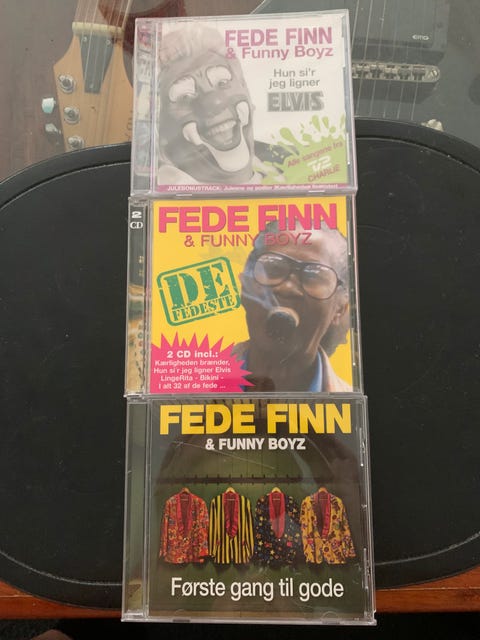 FEDE FINN
& Funny Boyz
Hun si'r
jeg ligner
ELVIS
Alle sangene fra
CHARLIE
JULEBONUSTRACK:
2
CD
FEDE FINN
& FUNNY BOYZ
DE
FEDESTE
2 CD incl.:
Kærligheden brænder,
Hun si'r jeg ligner Elvis
LingeRita - Bikini -
I alt 32 af de fede ...
FEDE FINN
& FUNNY BOYZ
Første gang til gode